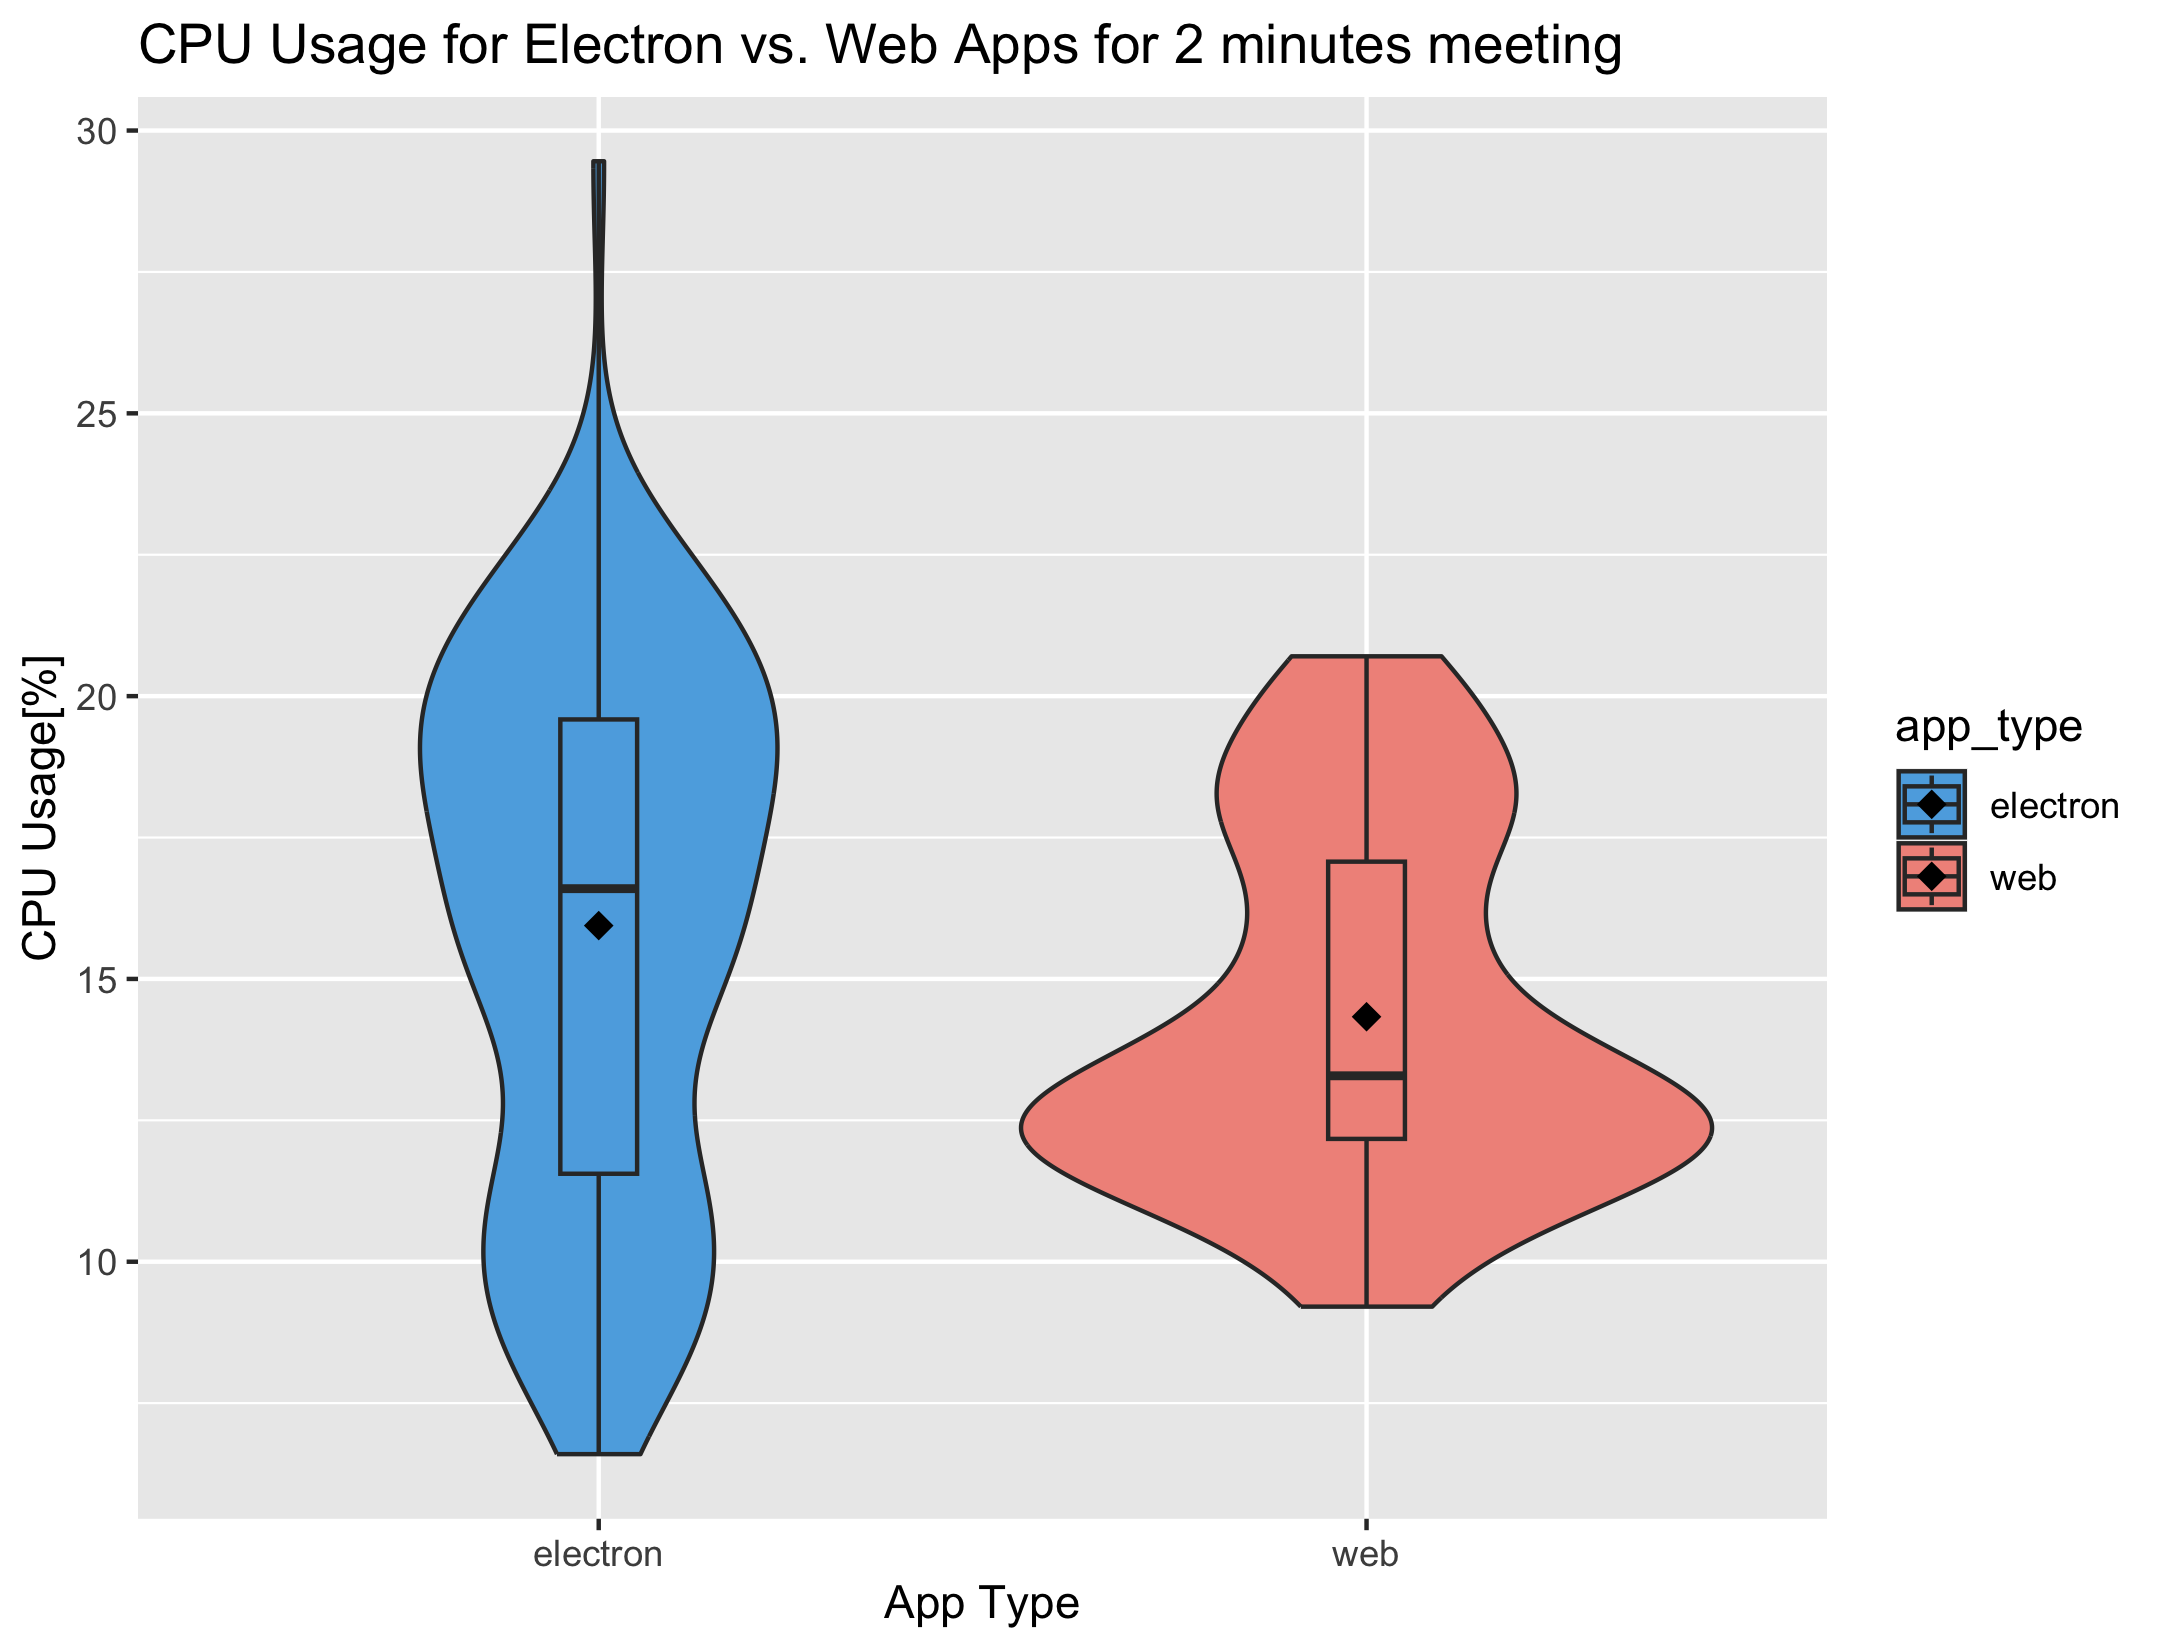 CPU Usage for Electron vs. Web Apps for 2 minutes meeting
CPU Usage[%]
30
25
20
15
10
electron
web
App Type
app_type
electron
web